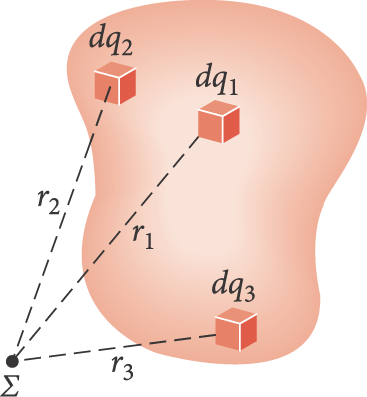 dq₂
dq₁
r₂
r₁
dq₃
r₃
Σ